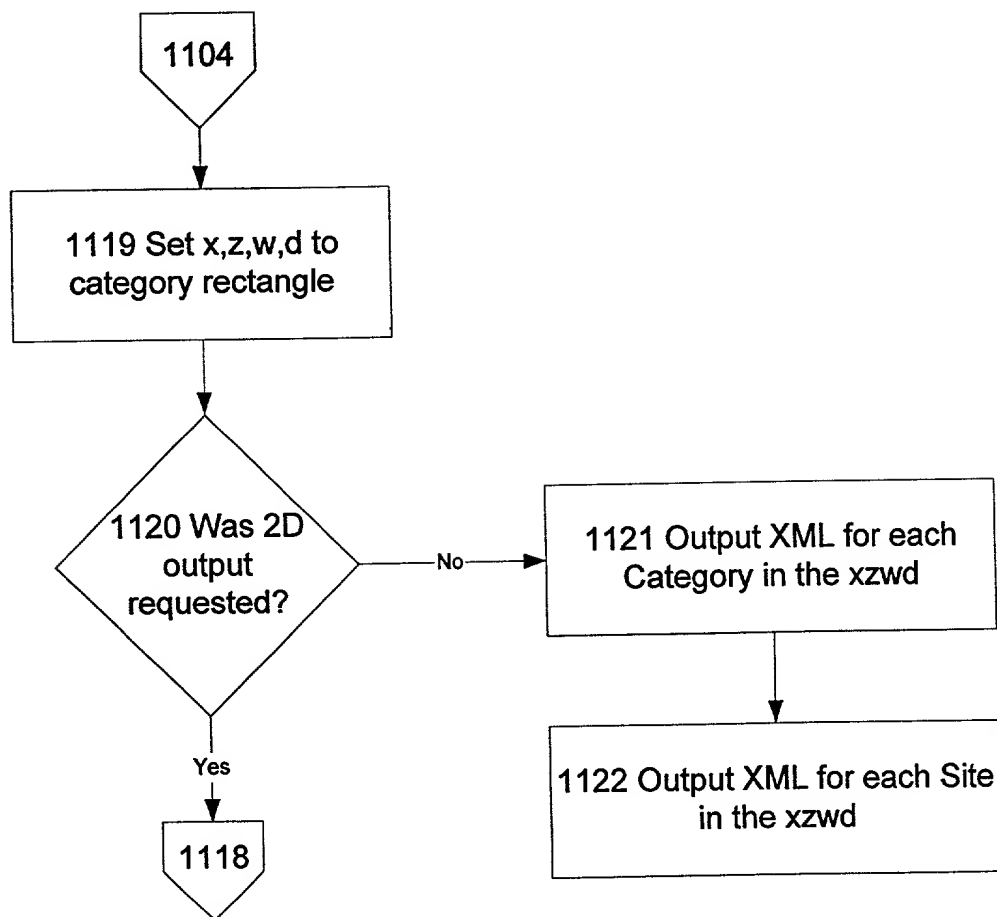 1104
1119 Set x,z,w,d to
category rectangle
1120 Was 2D
output
requested?
No
1121 Output XML for each
Category in the xzwd
1122 Output XML for each Site
in the xzwd
Yes
1118